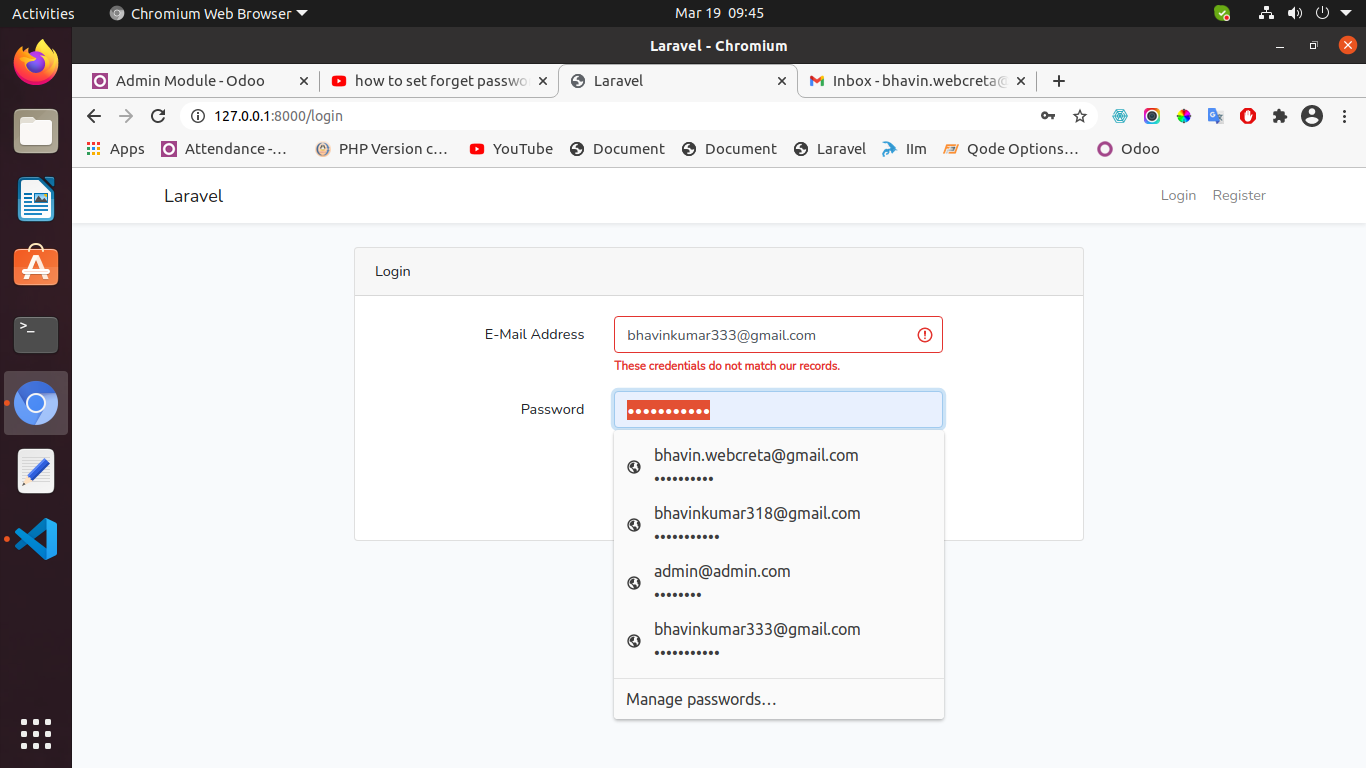 Activities Chromium Web Browser Mar 19 09:45
Laravel - Chromium
Admin Module - Odoo how to set forget passwo Laravel Inbox - bhavin.webcreta@
127.0.0.1:8000/login
Apps Attendance -... PHP Version c... YouTube Document Document Laravel IIm Qode Options... Odoo
Laravel Login Register
Login
E-Mail Address bhavinkumar333@gmail.com
These credentials do not match our records.
Password •••••••••••
bhavin.webcreta@gmail.com
••••••••••
bhavinkumar318@gmail.com
•••••••••••
admin@admin.com
••••••••
bhavinkumar333@gmail.com
•••••••••••
Manage passwords...